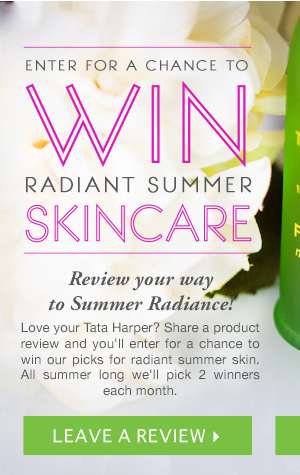 ENTER FOR A CHANCE TO
WIN
RADIANT SUMMER
SKINCARE
Review your way
to Summer Radiance!
Love your Tata Harper? Share a product
review and you'll enter for a chance to
win our picks for radiant summer skin.
All summer long we'll pick 2 winners
each month.
LEAVE A REVIEW